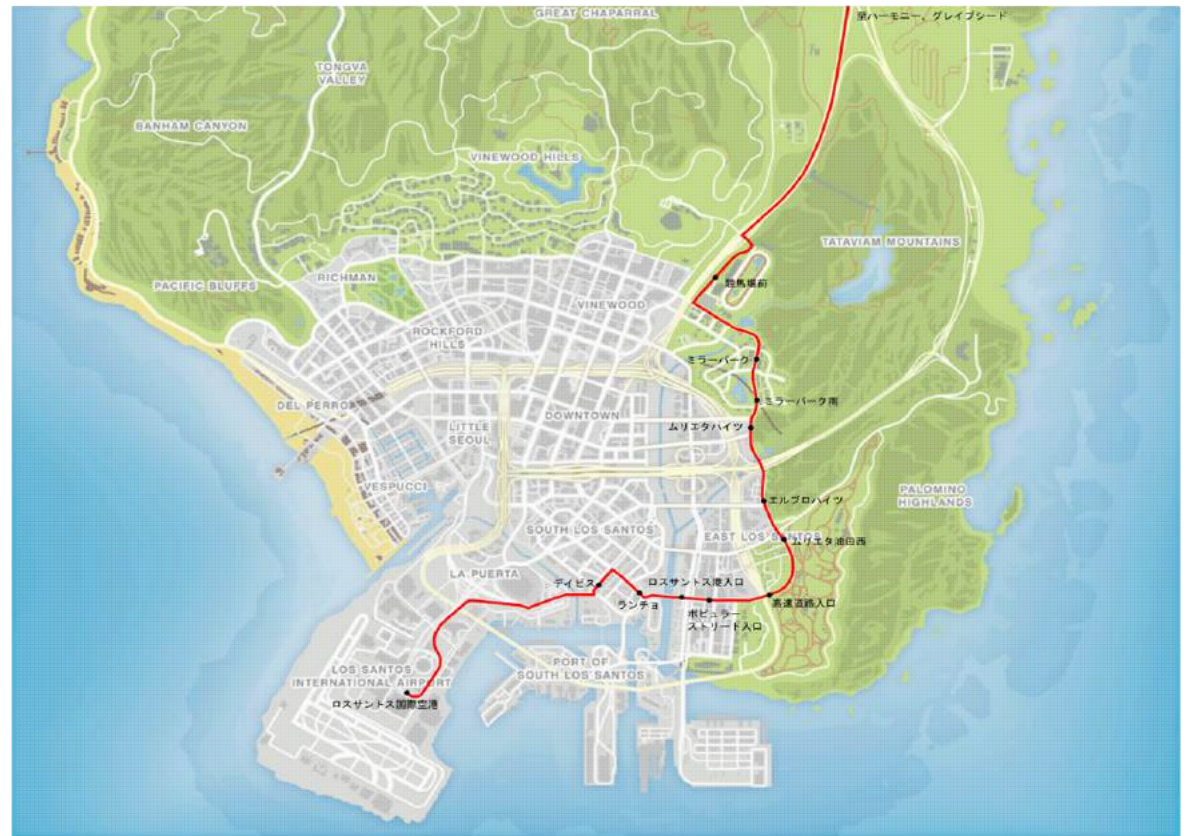 GREAT CHAPARRAL
至ハーモニー、グレイプシード
TONGVA
VALLEY
BANHAM CANYON
VINEWOOD HILLS
TATAVIAM MOUNTAINS
RICHMAN
PACIFIC BLUFFS
競馬場前
VINEWOOD
ROCKFORD
HILLS
ミラーパーク
ミラーパーク南
DEL PERRO
DOWNTOWN
LITTLE
SEOUL
ムリエタハイツ
VESPUCCI
エルブロハイツ
PALOMINO
HIGHLANDS
SOUTH LOS SANTOS
EAST LOS SANTOS
ムリエタ油田西
LA PUERTA
デイビス
ロスサントス港入口
ランチョ
ポピュラー
ストリート入口
高速道路入口
LOS SANTOS
INTERNATIONAL AIRPORT
PORT OF
SOUTH LOS SANTOS
ロスサントス国際空港